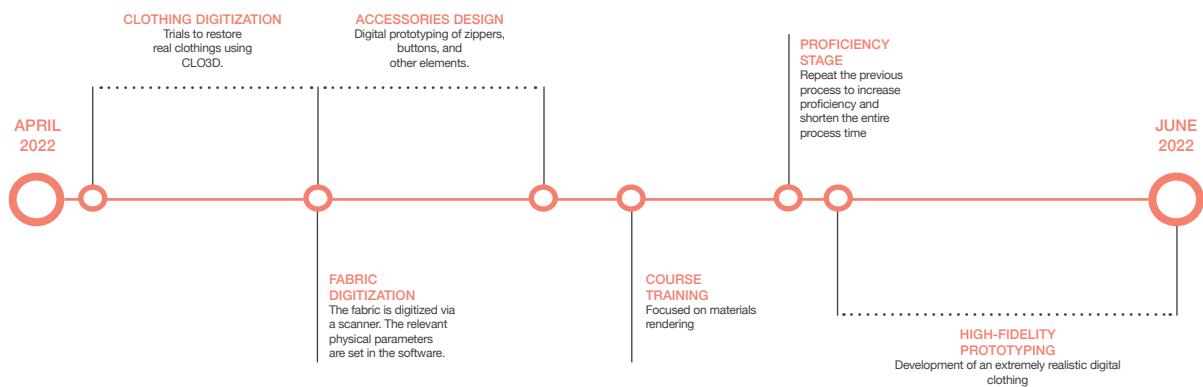 APRIL
2022
CLOTHING DIGITIZATION
Trials to restore
real clothings using
CLO3D.
FABRIC
DIGITIZATION
The fabric is digitized via
a scanner. The relevant
physical parameters
are set in the software.
ACCESSORIES DESIGN
Digital prototyping of zippers,
buttons, and
other elements.
COURSE
TRAINING
Focused on materials
rendering
PROFICIENCY
STAGE
Repeat the previous
process to increase
proficiency and
shorten the entire
process time
HIGH-FIDELITY
PROTOTYPING
Development of an extremely realistic digital
clothing
JUNE
2022